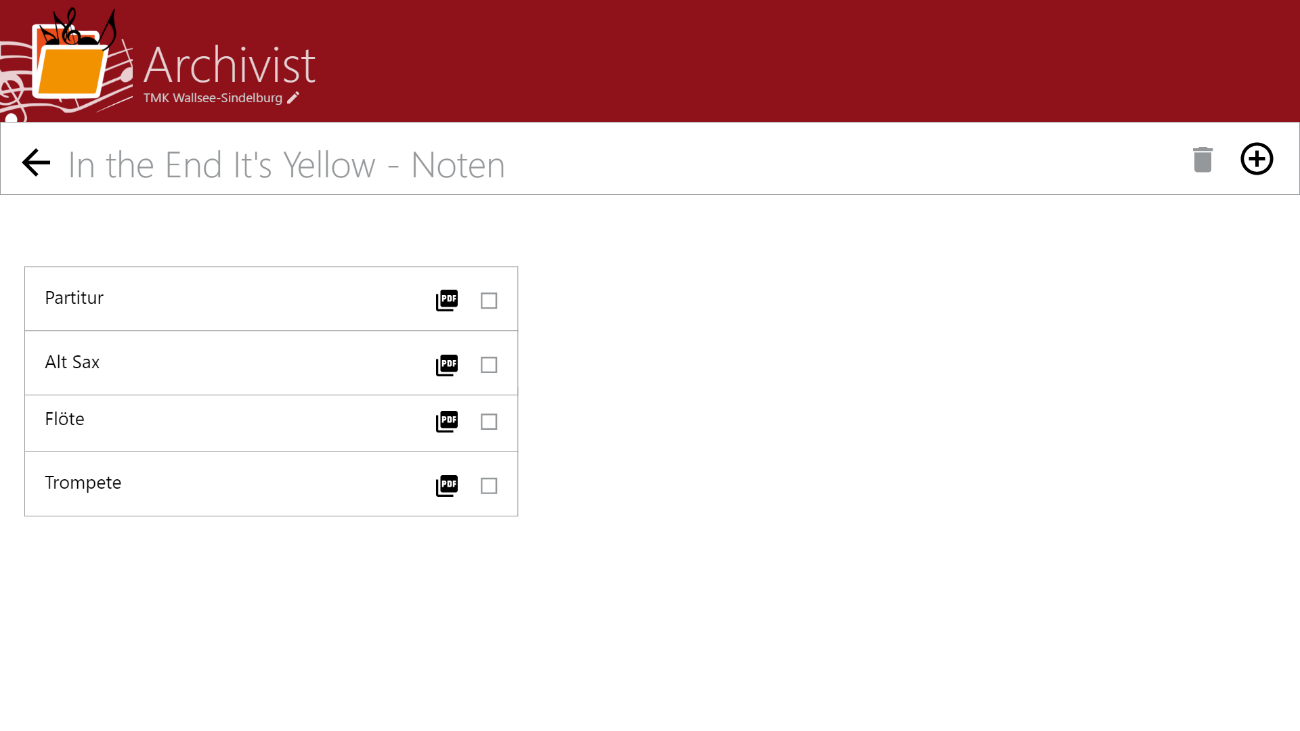 Archivist
TMK Wallsee-Sindelburg
In the End It's Yellow - Noten
Partitur PDF
Alt Sax PDF
Flöte PDF
Trompete PDF